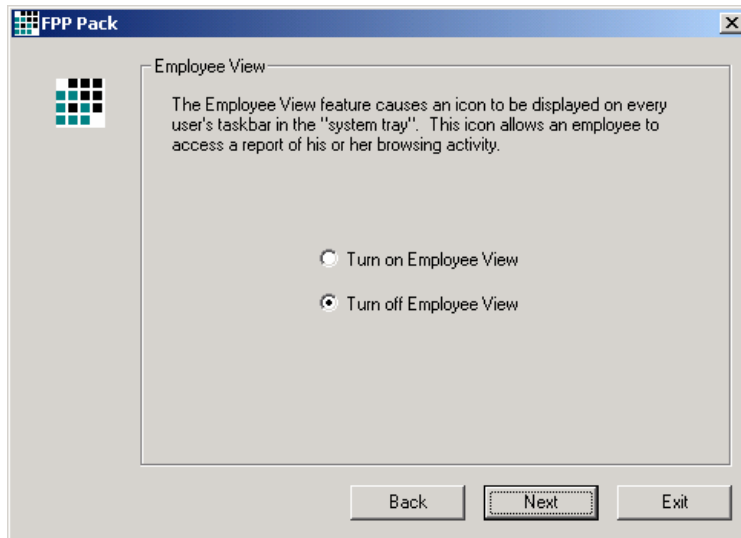 FPP Pack
Employee View
The Employee View feature causes an icon to be displayed on every
user's taskbar in the "system tray".  This icon allows an employee to
access a report of his or her browsing activity.
Turn on Employee View
Turn off Employee View
Back Next Exit